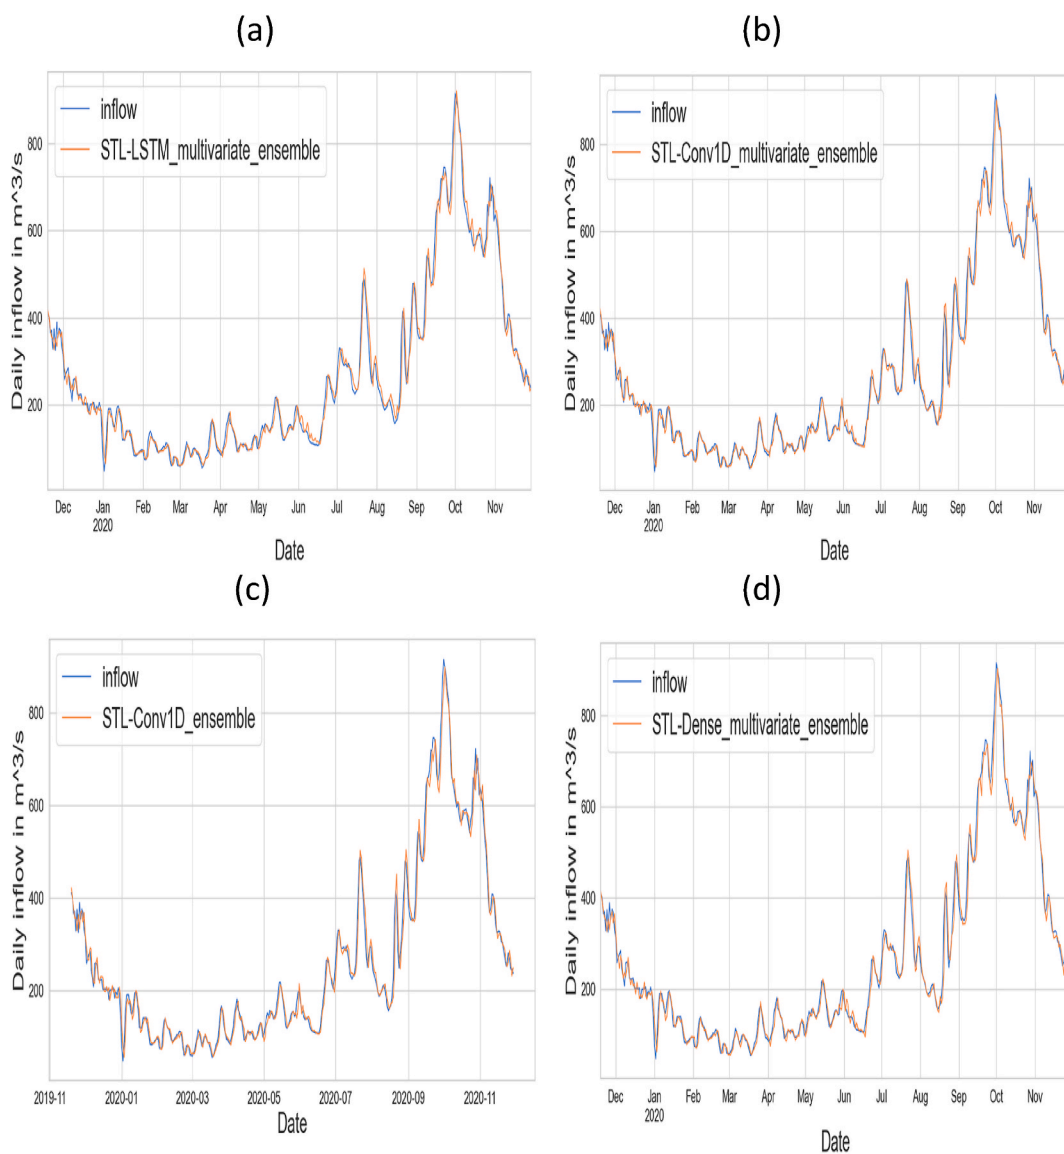 (a)
inflow
STL-LSTM_multivariate_ensemble
Daily inflow in m^3/s
800
600
400
200
Dec Jan Feb Mar Apr May Jun Jul Aug Sep Oct Nov
2020
Date
(b)
inflow
STL-Conv1D_multivariate_ensemble
Daily inflow in m^3/s
800
600
400
200
Dec Jan Feb Mar Apr May Jun Jul Aug Sep Oct Nov
2020
Date
(c)
inflow
STL-Conv1D_ensemble
Daily inflow in m^3/s
800
600
400
200
2019-11 2020-01 2020-03 2020-05 2020-07 2020-09 2020-11
Date
(d)
inflow
STL-Dense_multivariate_ensemble
Daily inflow in m^3/s
800
600
400
200
Dec Jan Feb Mar Apr May Jun Jul Aug Sep Oct Nov
2020
Date